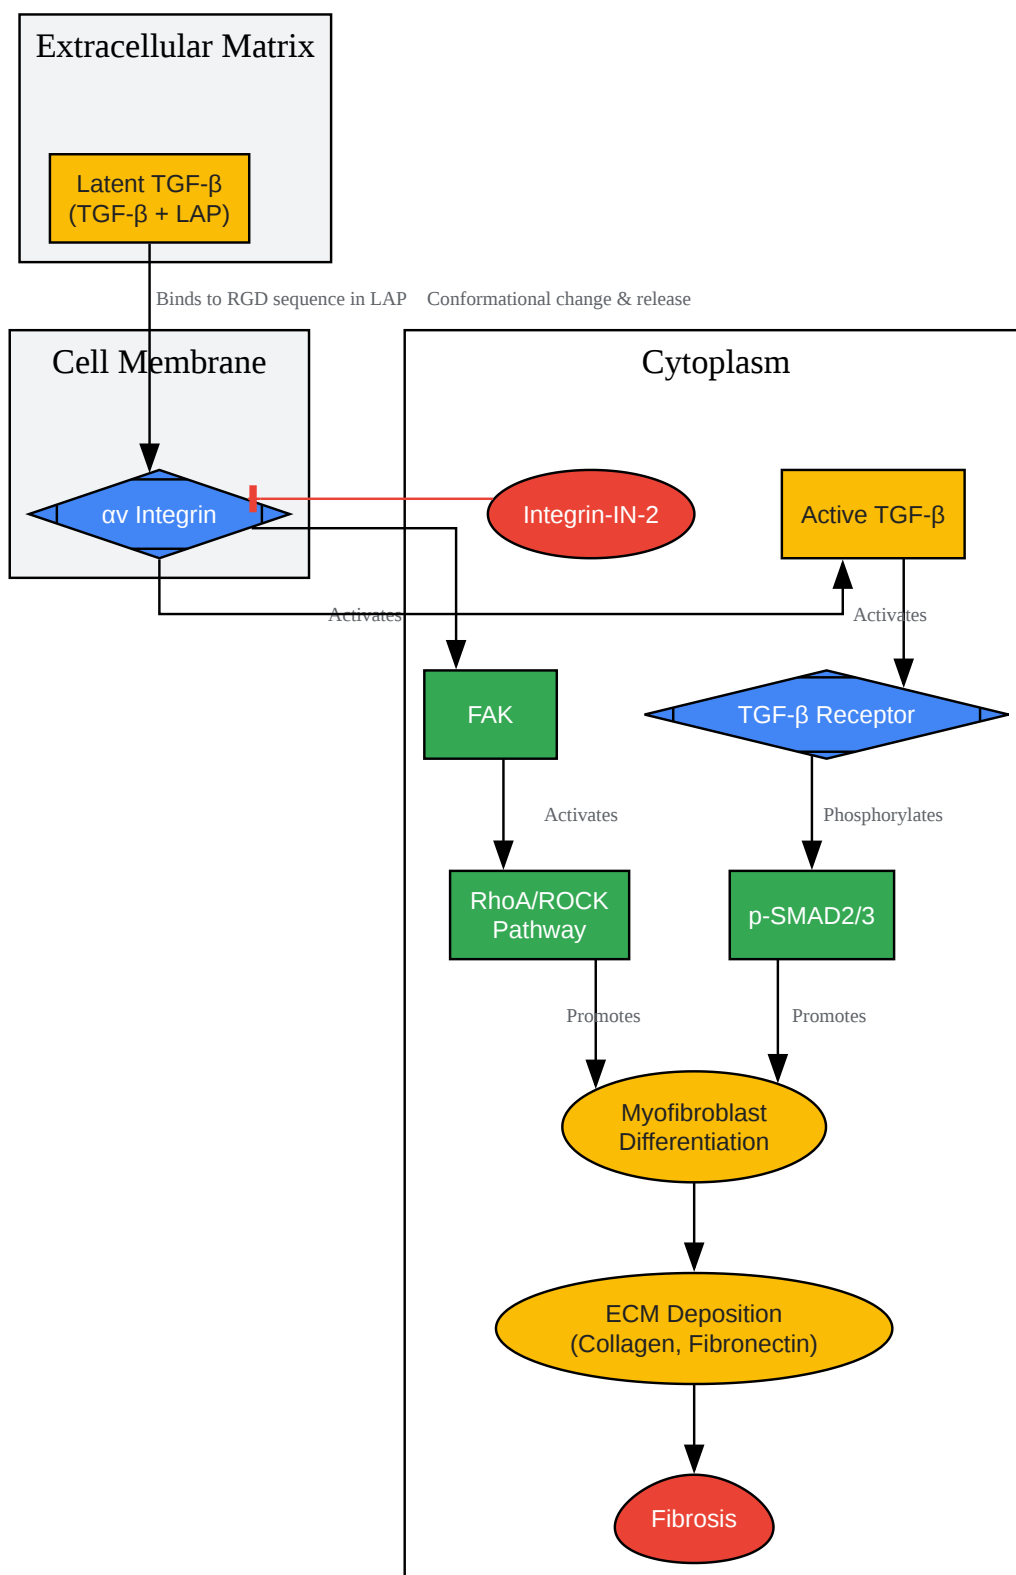 Extracellular Matrix
Latent TGF-β
(TGF-β + LAP)
Binds to RGD sequence in LAP
Conformational change & release
Cell Membrane
Cytoplasm
αv Integrin
Integrin-IN-2
Active TGF-β
Activates
Activates
FAK
TGF-β Receptor
Activates
Phosphorylates
RhoA/ROCK
Pathway
p-SMAD2/3
Promotes
Promotes
Myofibroblast
Differentiation
ECM Deposition
(Collagen, Fibronectin)
Fibrosis